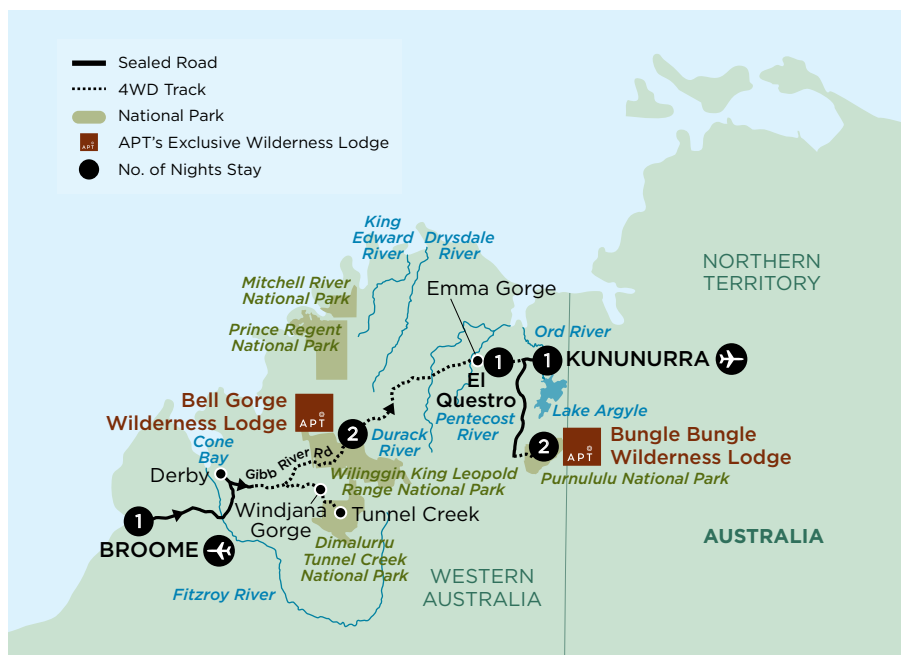 Sealed Road
4WD Track
National Park
APT
APT's Exclusive Wilderness Lodge
No. of Nights Stay
King
Edward
River
Drysdale
River
NORTHERN
TERRITORY
Mitchell River
National Park
Emma Gorge
Prince Regent
National Park
Ord River
1
1
KUNUNURRA
El
Questro
Bell Gorge
Wilderness Lodge
APT
Lake Argyle
Pentecost
River
2
Durack
River
2
APT
Bungle Bungle
Wilderness Lodge
Purnululu National Park
Cone
Bay
Derby
Gibb River Rd
Wilinggin King Leopold
Range National Park
Windjana
Gorge
Tunnel Creek
1
BROOME
Dimalurru
Tunnel Creek
National Park
AUSTRALIA
Fitzroy River
WESTERN
AUSTRALIA